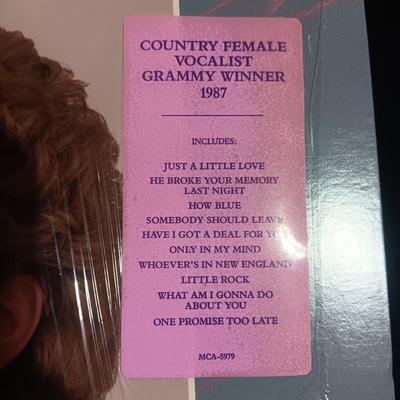 COUNTRY FEMALE
VOCALIST
GRAMMY WINNER
1987
INCLUDES:
JUST A LITTLE LOVE
HE BROKE YOUR MEMORY
LAST NIGHT
HOW BLUE
SOMEBODY SHOULD LEAVE
HAVE I GOT A DEAL FOR YOU
ONLY IN MY MIND
WHOEVER'S IN NEW ENGLAND
LITTLE ROCK
WHAT AM I GONNA DO
ABOUT YOU
ONE PROMISE TOO LATE
MCA-5979